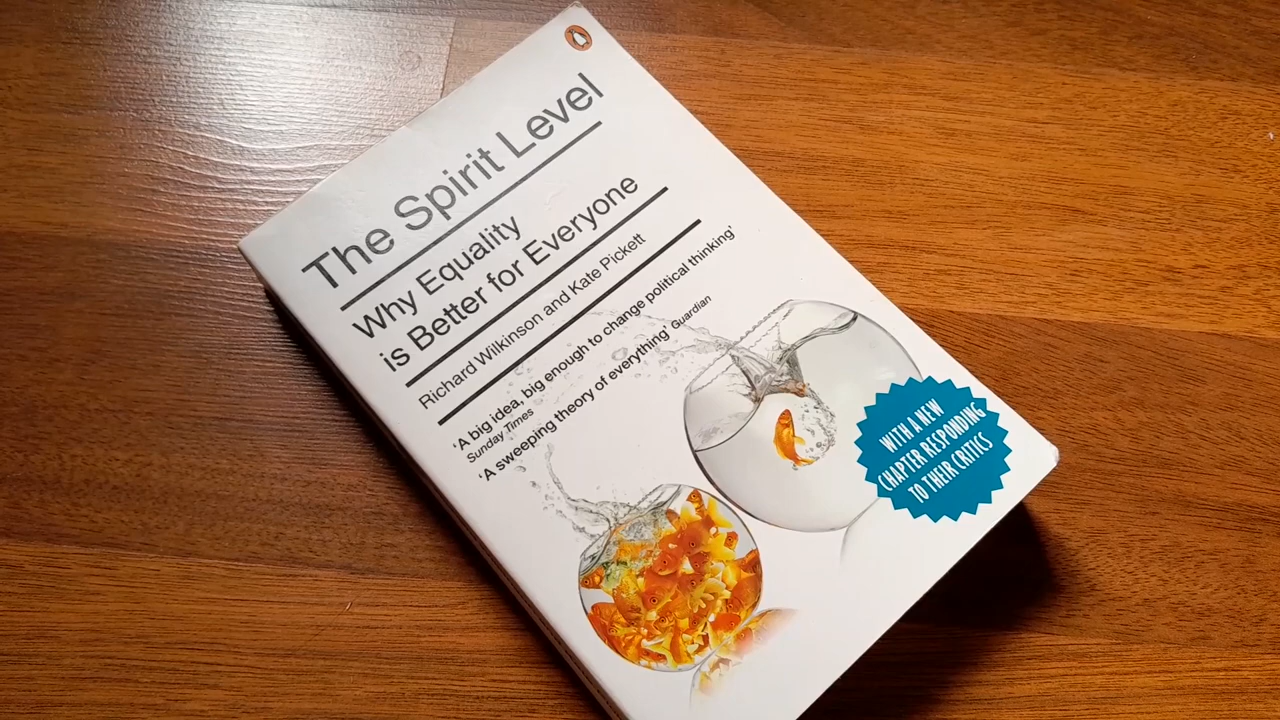 The Spirit Level
Why Equality
is Better for Everyone
Richard Wilkinson and Kate Pickett
‘A big idea, big enough to change political thinking’
Sunday Times
‘A sweeping theory of everything’ Guardian
WITH A NEW
CHAPTER RESPONDING
TO THEIR CRITICS